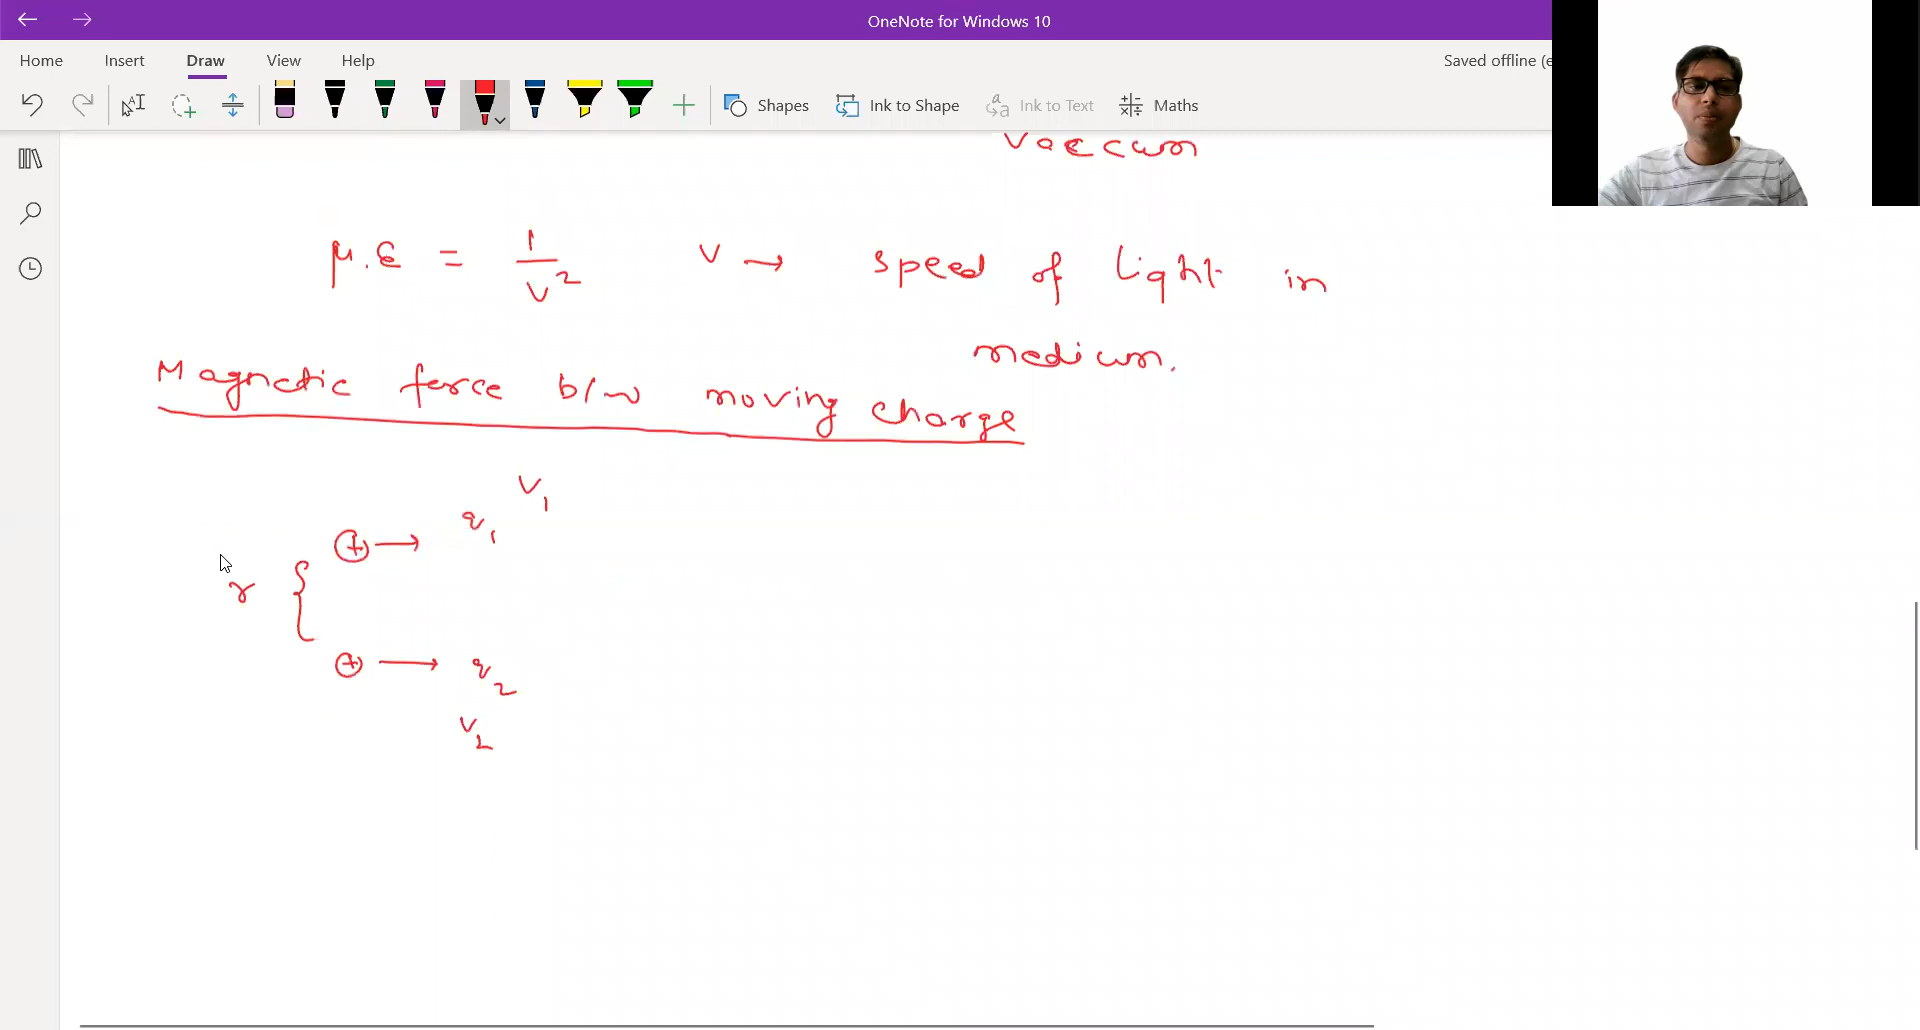 OneNote for Windows 10
Home Insert Draw View Help Saved offline (e
Shapes Ink to Shape Ink to Text Maths
Vaccum
μ.ε = 1/v² v → speed of light in
medium.
Magnetic force b/w moving charge
v₁
+ → q₁
r {
+ → q₂
v₂